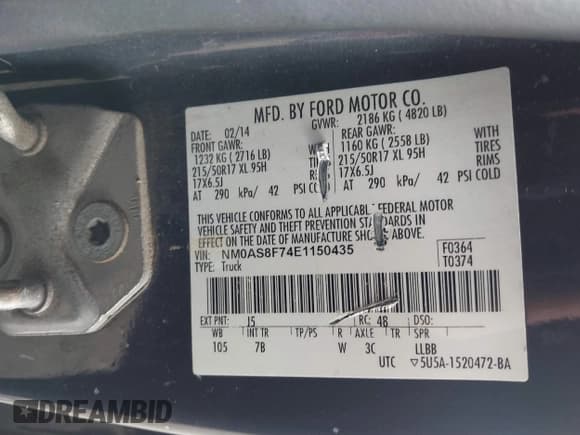 MFD. BY FORD MOTOR CO.
DATE: 02/14 GVWR: 2186 KG ( 4820 LB)
FRONT GAWR: REAR GAWR:
1232 KG ( 2716 LB) 1160 KG ( 2558 LB) WITH
215/50R17 XL 95H 215/50R17 XL 95H TIRES
17X6.5J 17X6.5J RIMS
AT 290 kPa/ 42 PSI COLD AT 290 kPa/ 42 PSI COLD
THIS VEHICLE CONFORMS TO ALL APPLICABLE FEDERAL MOTOR
VEHICLE SAFETY AND THEFT PREVENTION STANDARDS IN
EFFECT ON THE DATE OF MANUFACTURE SHOWN ABOVE.
VIN: NM0AS8F74E1150435 F0364
TYPE: Truck T0374
EXT PNT: J5 RC: 48 DSO:
WB INT TR TP/PS R AXLE TR SPR
105 7B W 3C LLBB
UTC ▽5U5A-1520472-BA
DREAMBID